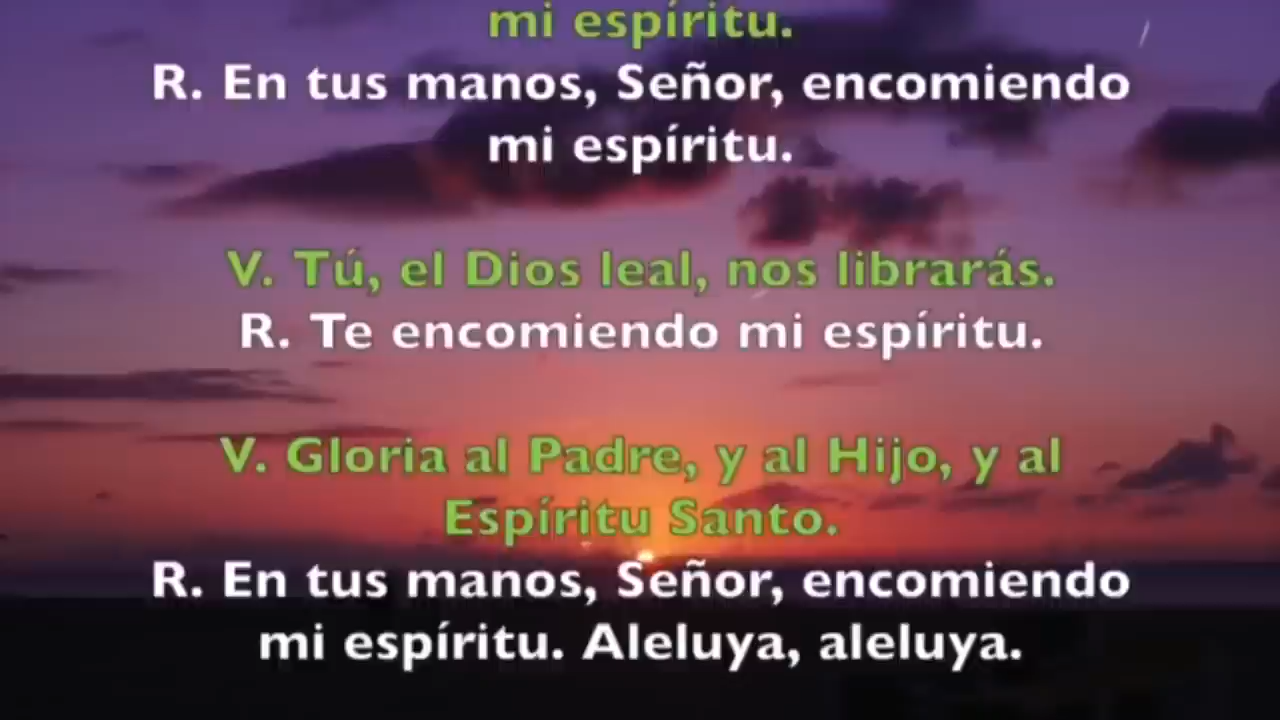 mi espíritu.
R. En tus manos, Señor, encomiendo
mi espíritu.
V. Tú, el Dios leal, nos librarás.
R. Te encomiendo mi espíritu.
V. Gloria al Padre, y al Hijo, y al
Espíritu Santo.
R. En tus manos, Señor, encomiendo
mi espíritu. Aleluya, aleluya.